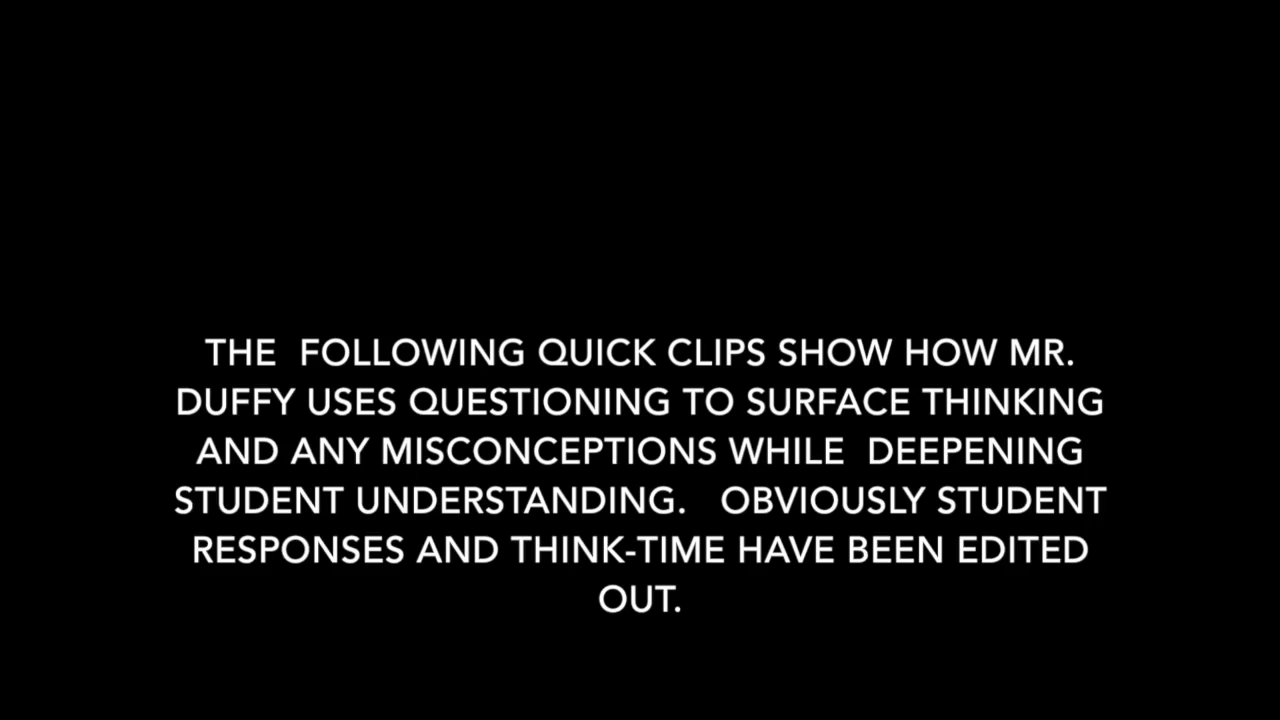 THE  FOLLOWING QUICK CLIPS SHOW HOW MR.
DUFFY USES QUESTIONING TO SURFACE THINKING
AND ANY MISCONCEPTIONS WHILE  DEEPENING
STUDENT UNDERSTANDING.   OBVIOUSLY STUDENT
RESPONSES AND THINK-TIME HAVE BEEN EDITED
OUT.